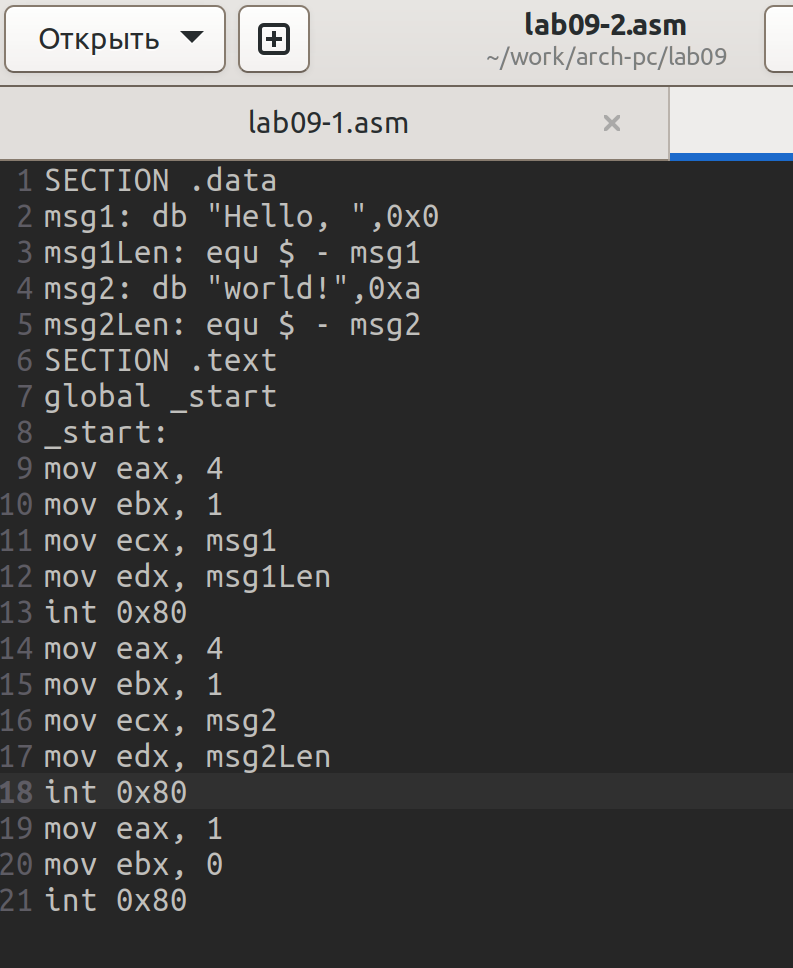 Открыть
lab09-2.asm
~/work/arch-pc/lab09
lab09-1.asm
1 SECTION .data
2 msg1: db "Hello, ",0x0
3 msg1Len: equ $ - msg1
4 msg2: db "world!",0xa
5 msg2Len: equ $ - msg2
6 SECTION .text
7 global _start
8 _start:
9 mov eax, 4
10 mov ebx, 1
11 mov ecx, msg1
12 mov edx, msg1Len
13 int 0x80
14 mov eax, 4
15 mov ebx, 1
16 mov ecx, msg2
17 mov edx, msg2Len
18 int 0x80
19 mov eax, 1
20 mov ebx, 0
21 int 0x80